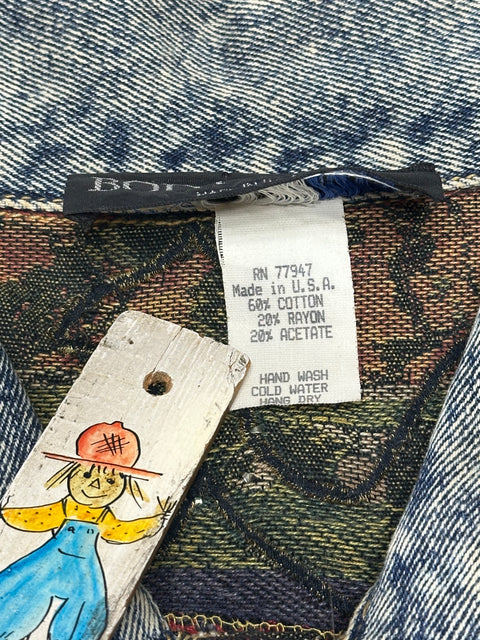 RN 77947
Made in U.S.A.
60% COTTON
20% RAYON
20% ACETATE
HAND WASH
COLD WATER
HANG DRY